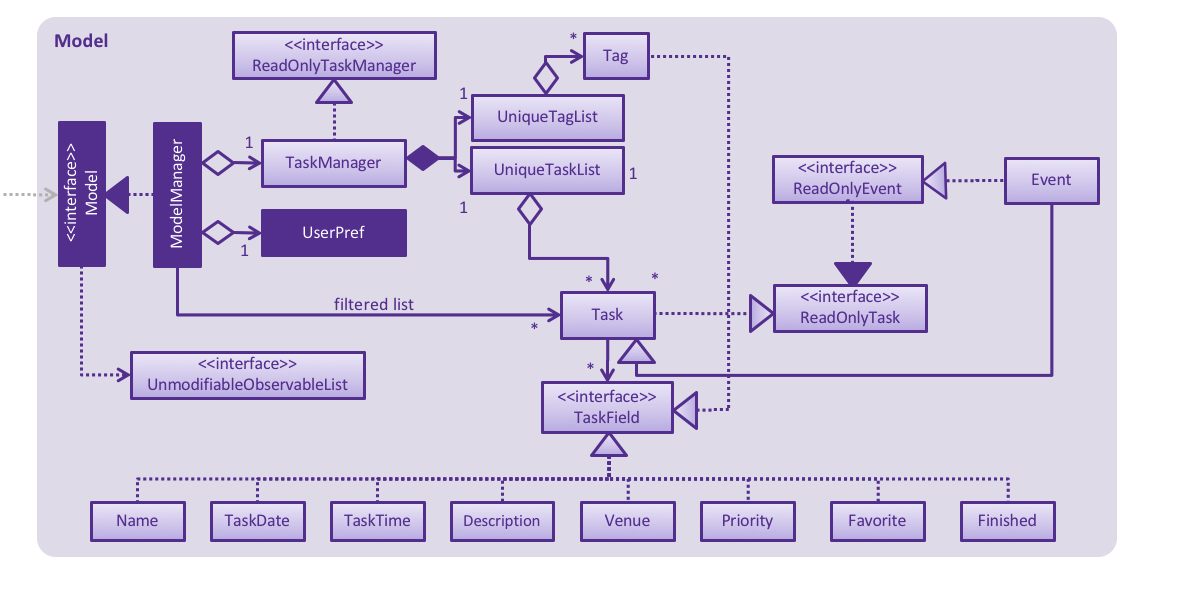 Model
<<interface>>
ReadOnlyTaskManager
*
Tag
1
UniqueTagList
<<interface>>
Model
ModelManager
1
TaskManager
UniqueTaskList
1
1
<<interface>>
ReadOnlyEvent
Event
UserPref
1
*
*
<<interface>>
ReadOnlyTask
filtered list
*
Task
<<interface>>
UnmodifiableObservableList
*
<<interface>>
TaskField
Name
TaskDate
TaskTime
Description
Venue
Priority
Favorite
Finished